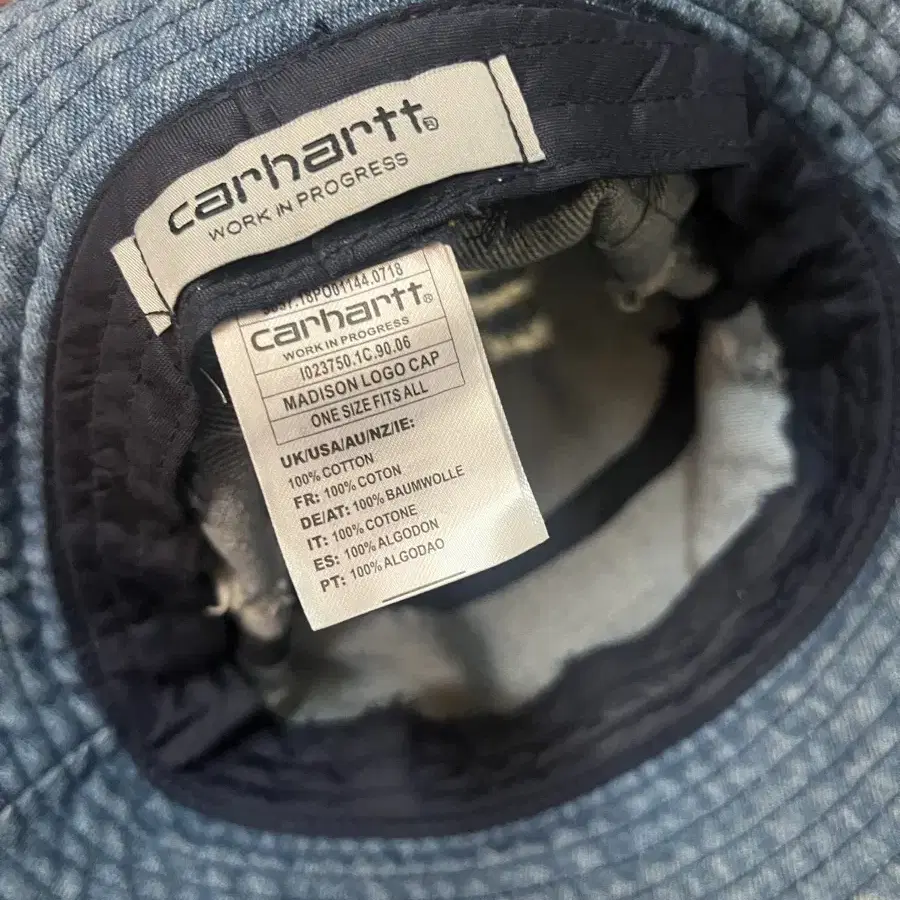 carhartt®
WORK IN PROGRESS
carhartt®
WORK IN PROGRESS
I023750.1C.90.06
MADISON LOGO CAP
ONE SIZE FITS ALL
UK/USA/AU/NZ/IE:
100% COTTON
FR: 100% COTON
DE/AT: 100% BAUMWOLLE
IT: 100% COTONE
ES: 100% ALGODON
PT: 100% ALGODAO